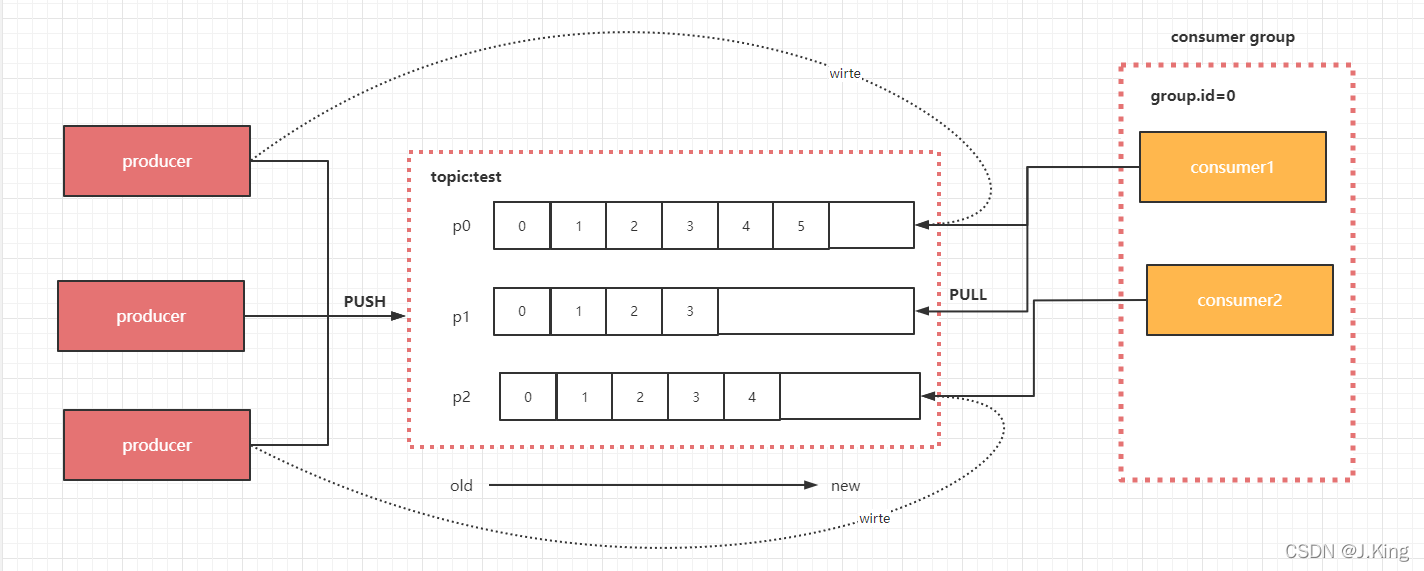 consumer group
wirte
group.id=0
producer
consumer1
topic:test
p0 0 1 2 3 4 5
PUSH
producer
p1 0 1 2 3
PULL
consumer2
p2 0 1 2 3 4
producer
old new
wirte
CSDN @J.King